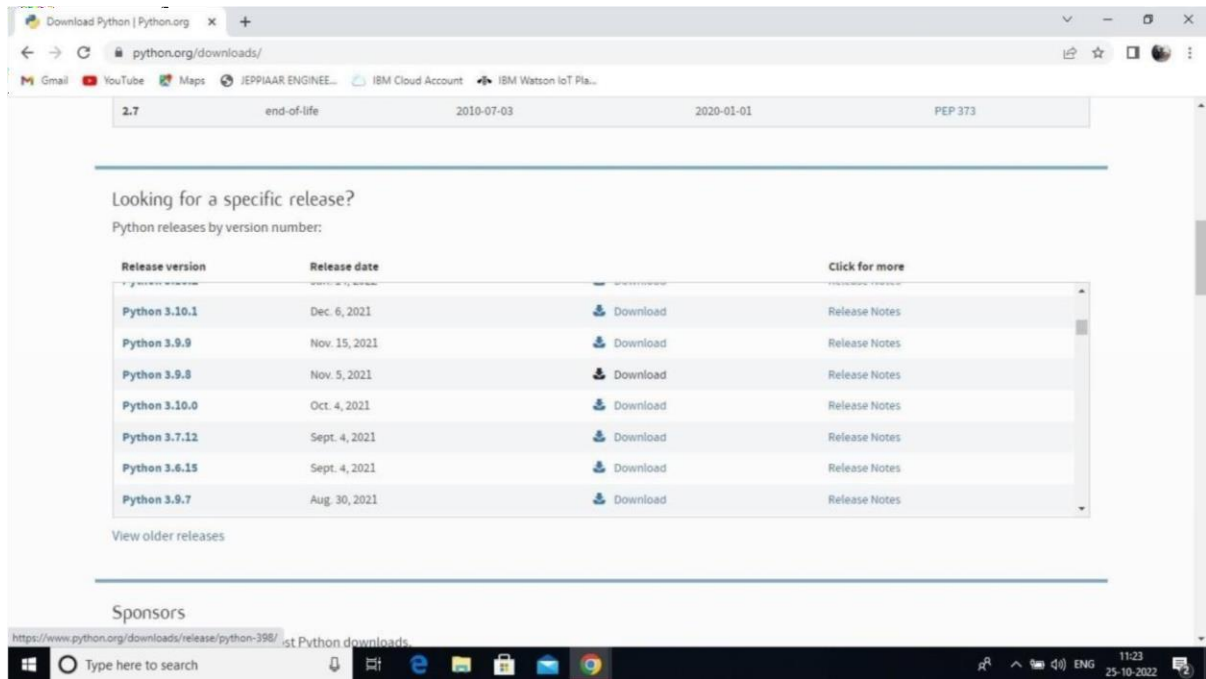 Download Python | Python.org
python.org/downloads/
Gmail YouTube Maps JEPPIAAR ENGINEE... IBM Cloud Account IBM Watson IoT Pla...
2.7 end-of-life 2010-07-03 2020-01-01 PEP 373
Looking for a specific release?
Python releases by version number:
Release version Release date Click for more
Python 3.10.1 Dec. 6, 2021 Download Release Notes
Python 3.9.9 Nov. 15, 2021 Download Release Notes
Python 3.9.8 Nov. 5, 2021 Download Release Notes
Python 3.10.0 Oct. 4, 2021 Download Release Notes
Python 3.7.12 Sept. 4, 2021 Download Release Notes
Python 3.6.15 Sept. 4, 2021 Download Release Notes
Python 3.9.7 Aug. 30, 2021 Download Release Notes
View older releases
Sponsors
https://www.python.org/downloads/release/python-398/ st Python downloads.
Type here to search ENG 11:23
25-10-2022 2